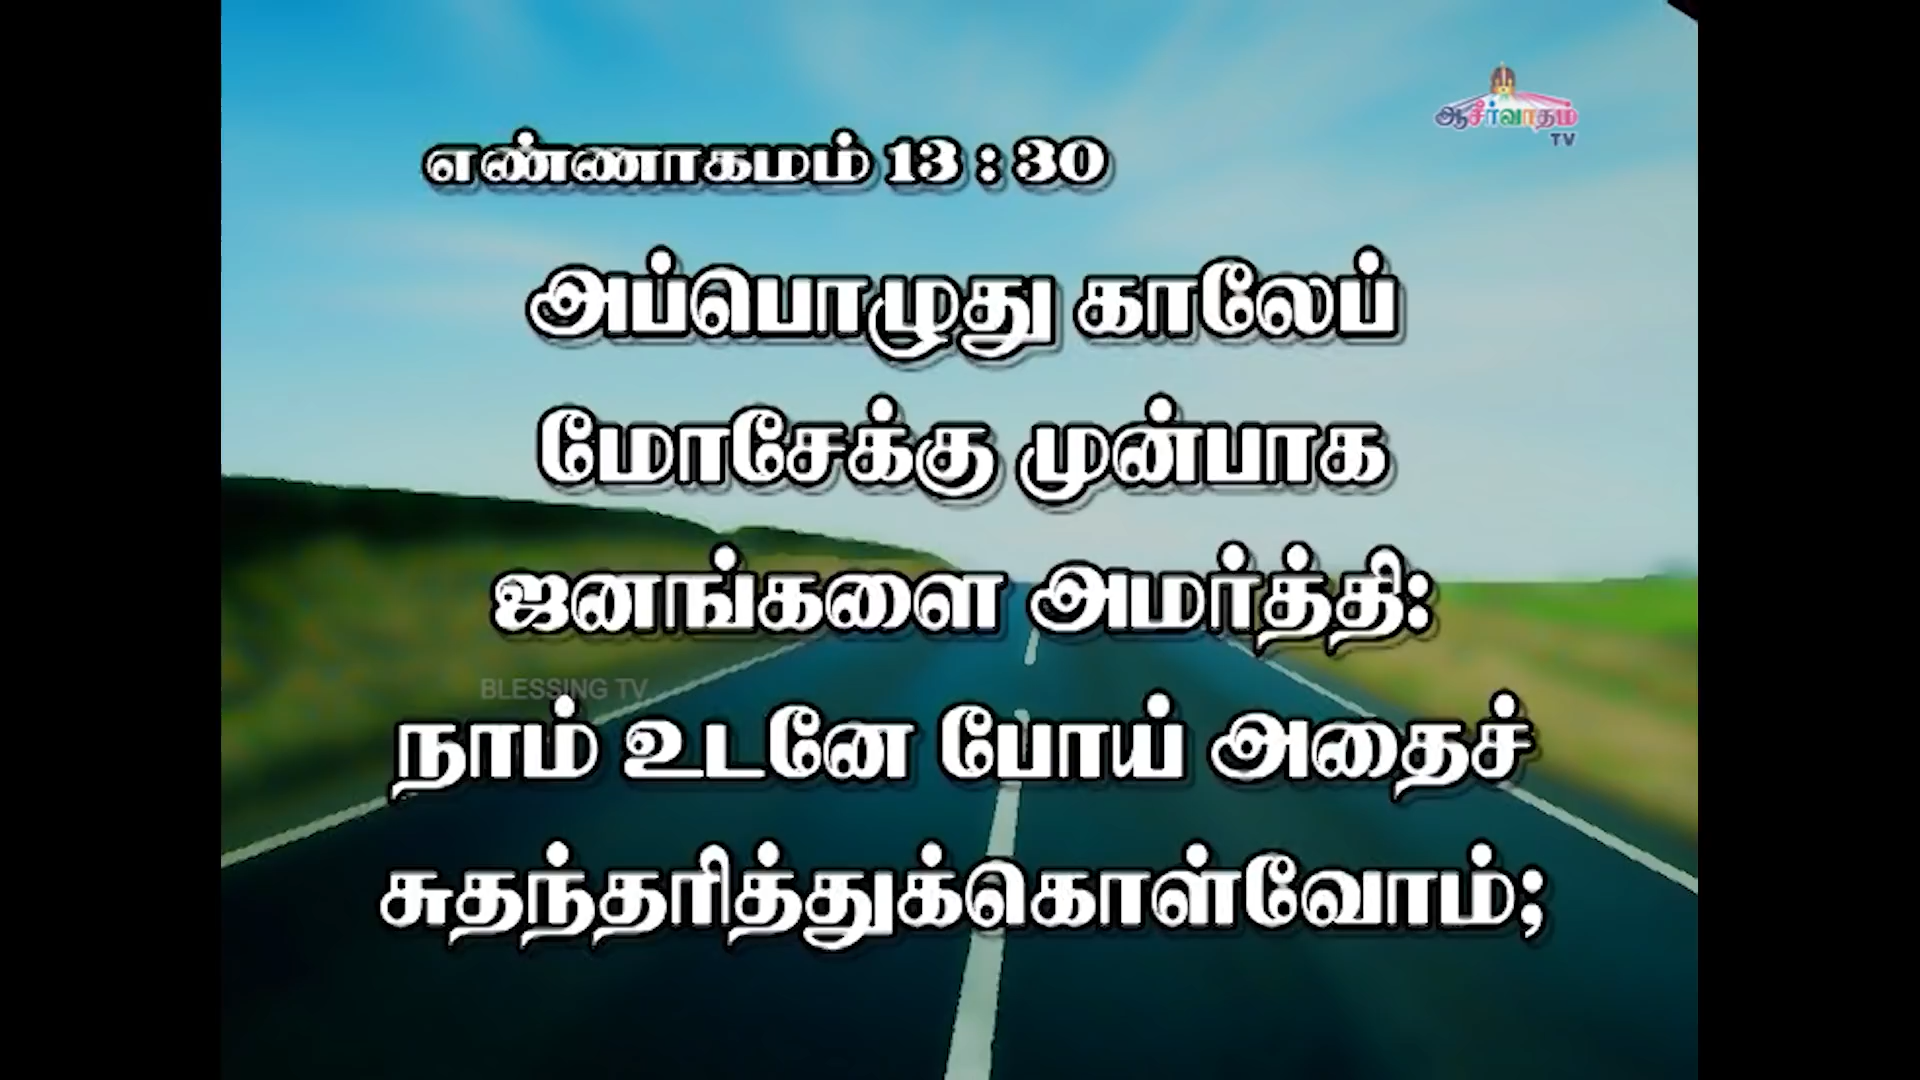 ஆசீர்வாதம்
TV
எண்ணாகமம் 13 : 30
அப்பொழுது காலேப்
மோசேக்கு முன்பாக
ஜனங்களை அமர்த்தி:
BLESSING TV
நாம் உடனே போய் அதைச்
சுதந்தரித்துக்கொள்வோம்;